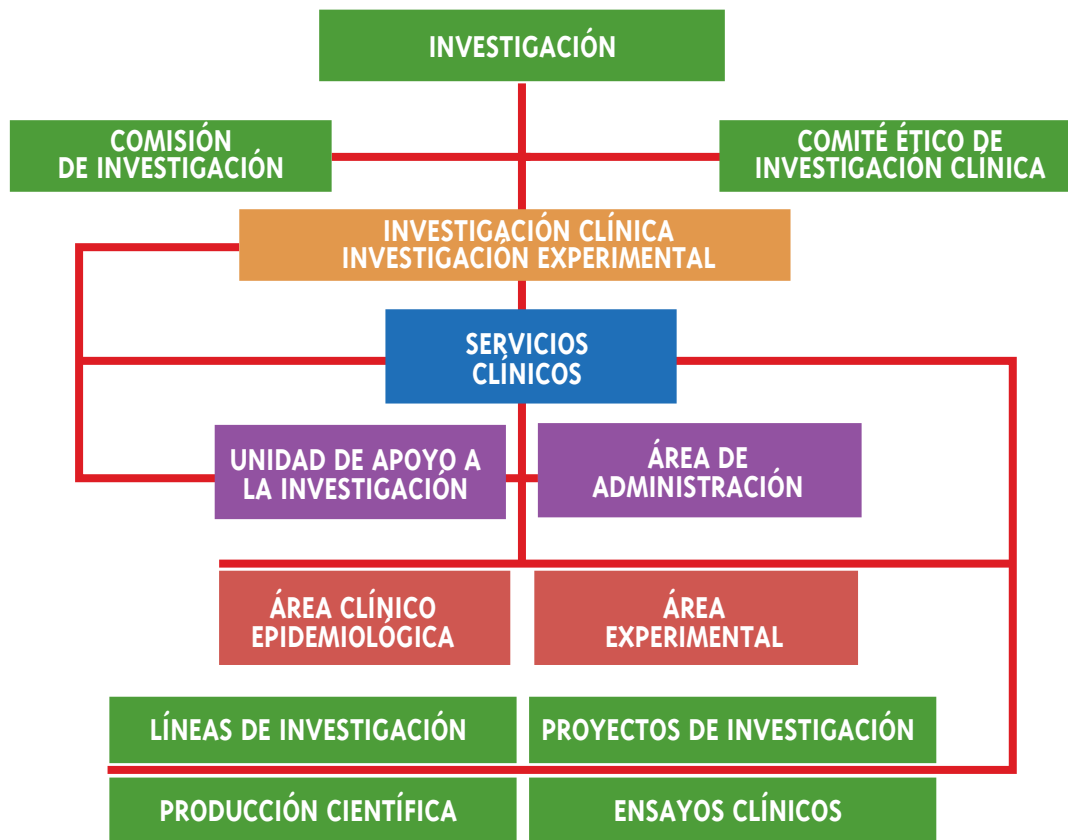 INVESTIGACIÓN
COMISIÓN
DE INVESTIGACIÓN
COMITÉ ÉTICO DE
INVESTIGACIÓN CLÍNICA
INVESTIGACIÓN CLÍNICA
INVESTIGACIÓN EXPERIMENTAL
SERVICIOS
CLÍNICOS
UNIDAD DE APOYO A
LA INVESTIGACIÓN
ÁREA DE
ADMINISTRACIÓN
ÁREA CLÍNICO
EPIDEMIOLÓGICA
ÁREA
EXPERIMENTAL
LÍNEAS DE INVESTIGACIÓN
PROYECTOS DE INVESTIGACIÓN
PRODUCCIÓN CIENTÍFICA
ENSAYOS CLÍNICOS